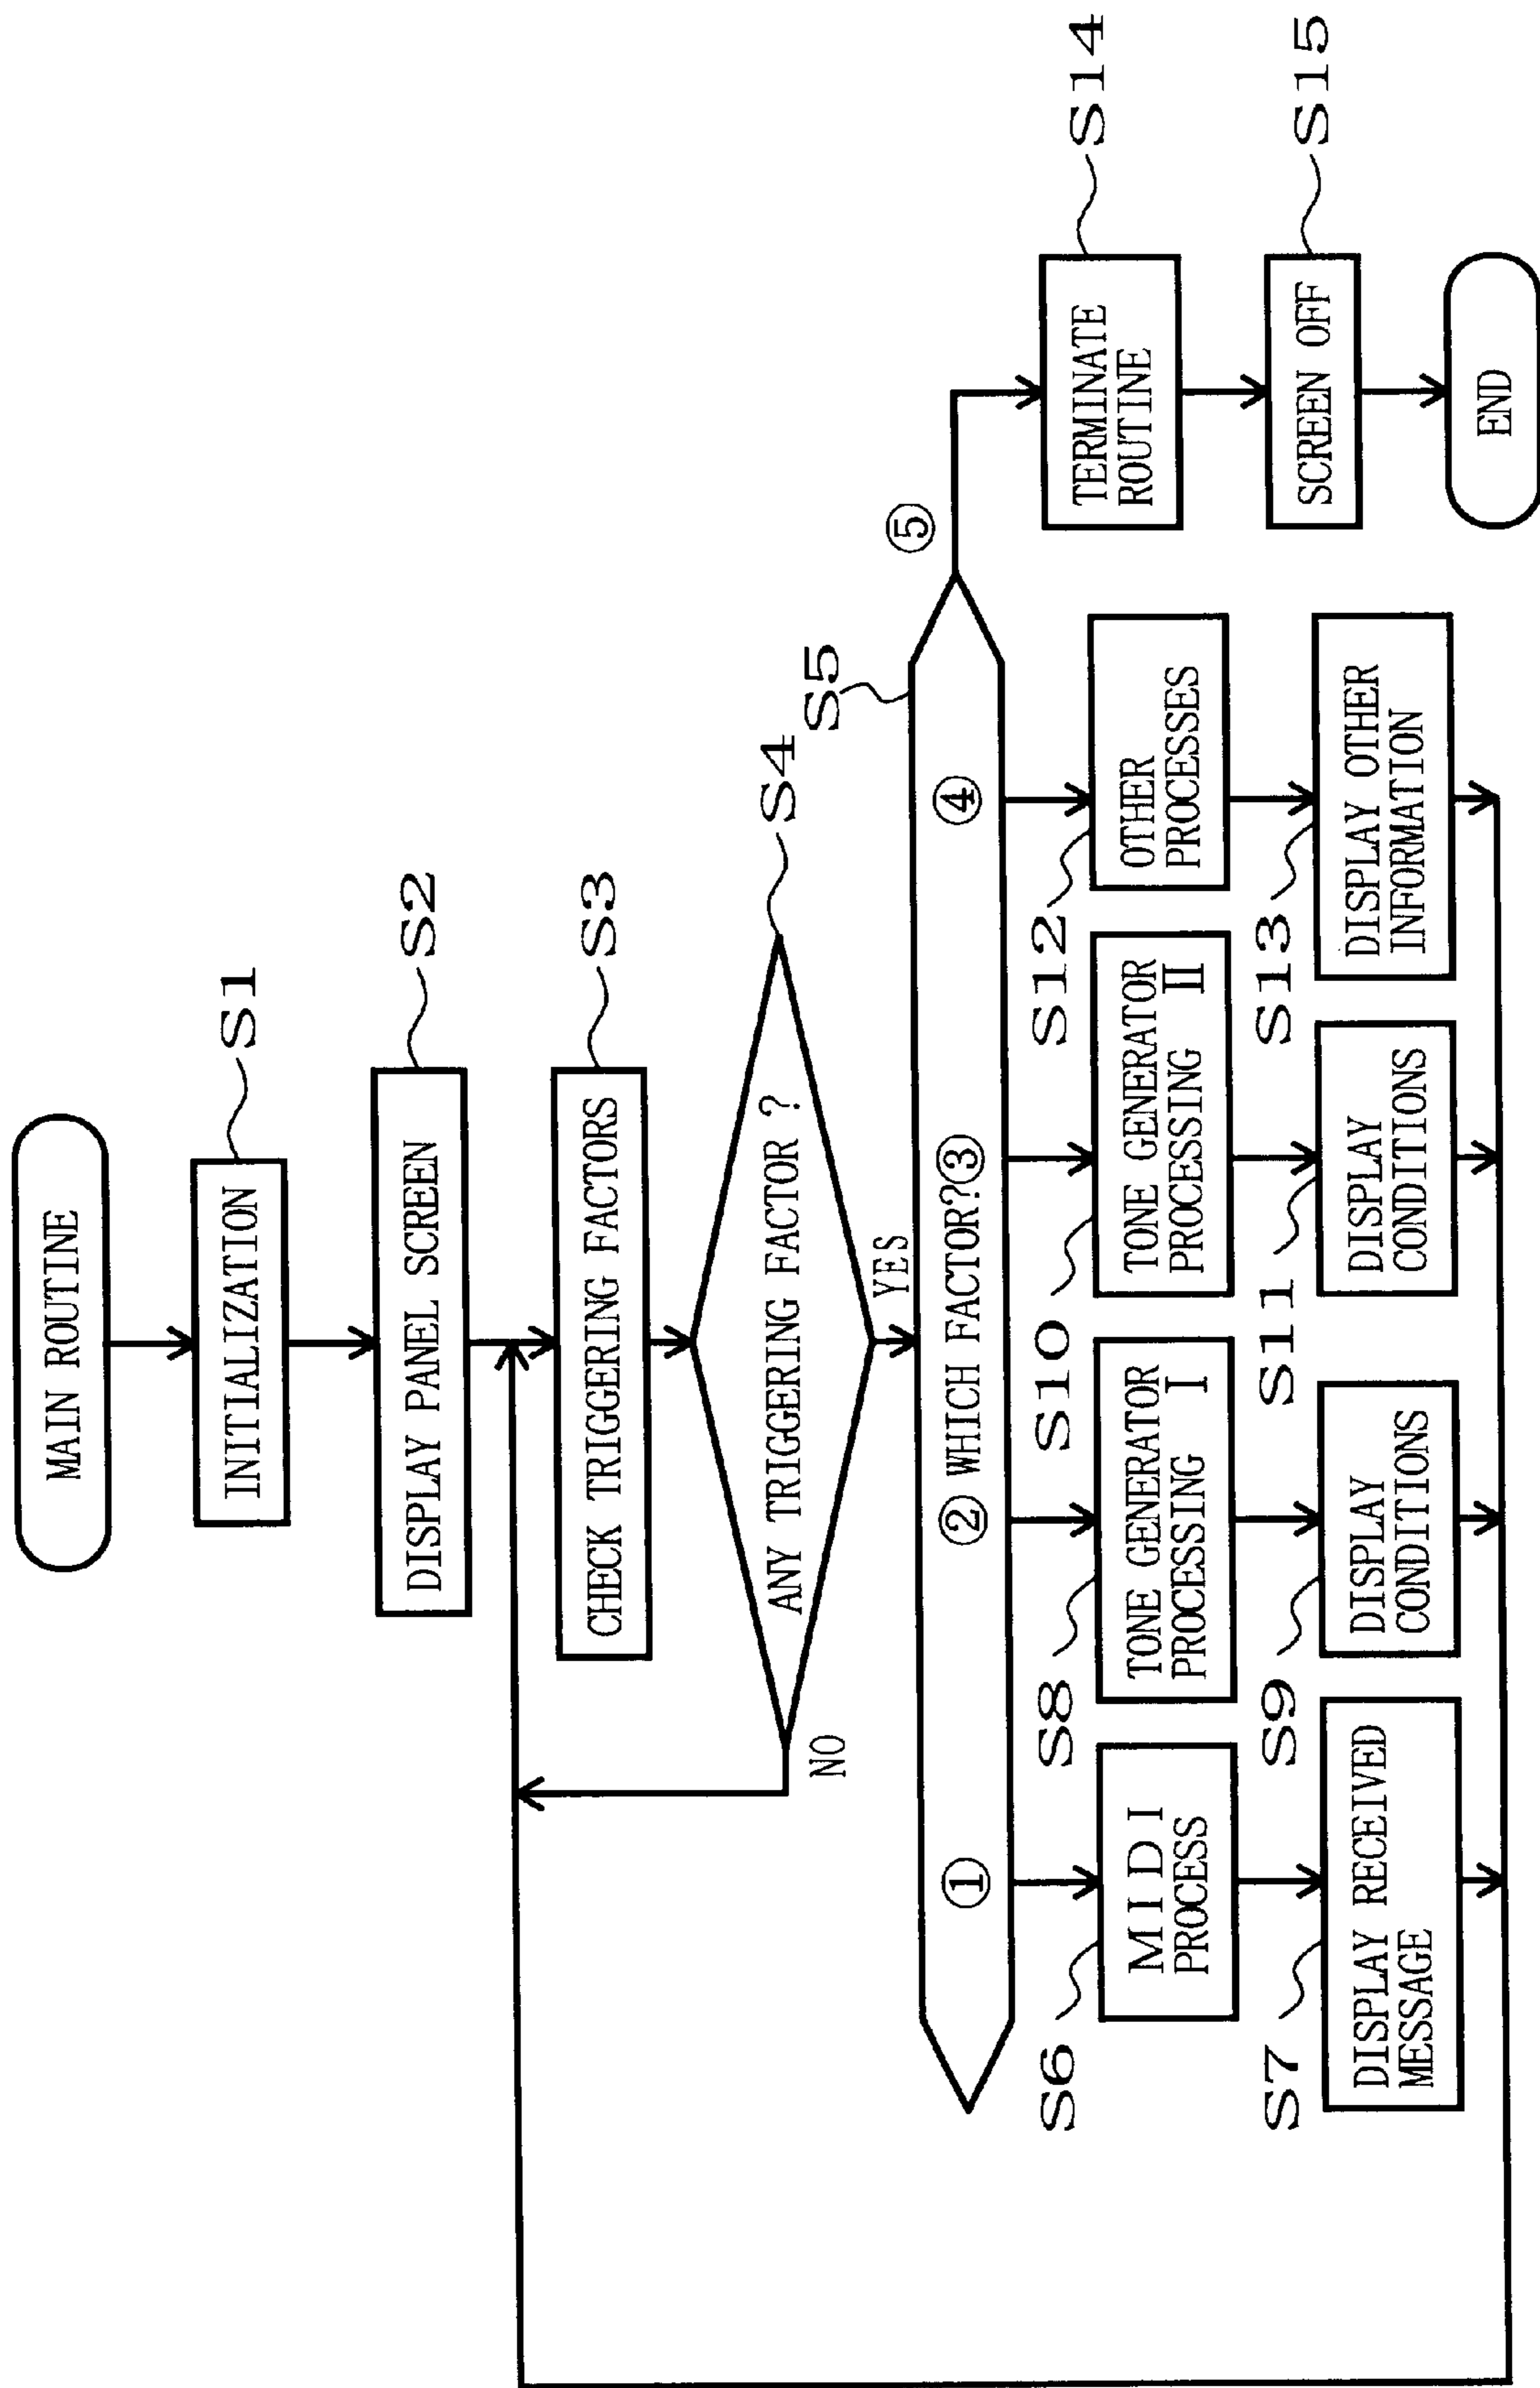 MAIN ROUTINE
INITIALIZATION
S1
DISPLAY PANEL SCREEN
S2
CHECK TRIGGERING FACTORS
S3
ANY TRIGGERING FACTOR ?
S4
NO
YES
S5
① ② WHICH FACTOR?③ ④
⑤
S6
MIDI
PROCESS
S8
TONE GENERATOR
PROCESSING I
S10
TONE GENERATOR
PROCESSING II
S12
OTHER
PROCESSES
TERMINATE
ROUTINE
S14
S7
DISPLAY RECEIVED
MESSAGE
S9
DISPLAY
CONDITIONS
S11
DISPLAY
CONDITIONS
S13
DISPLAY OTHER
INFORMATION
SCREEN OFF
S15
END